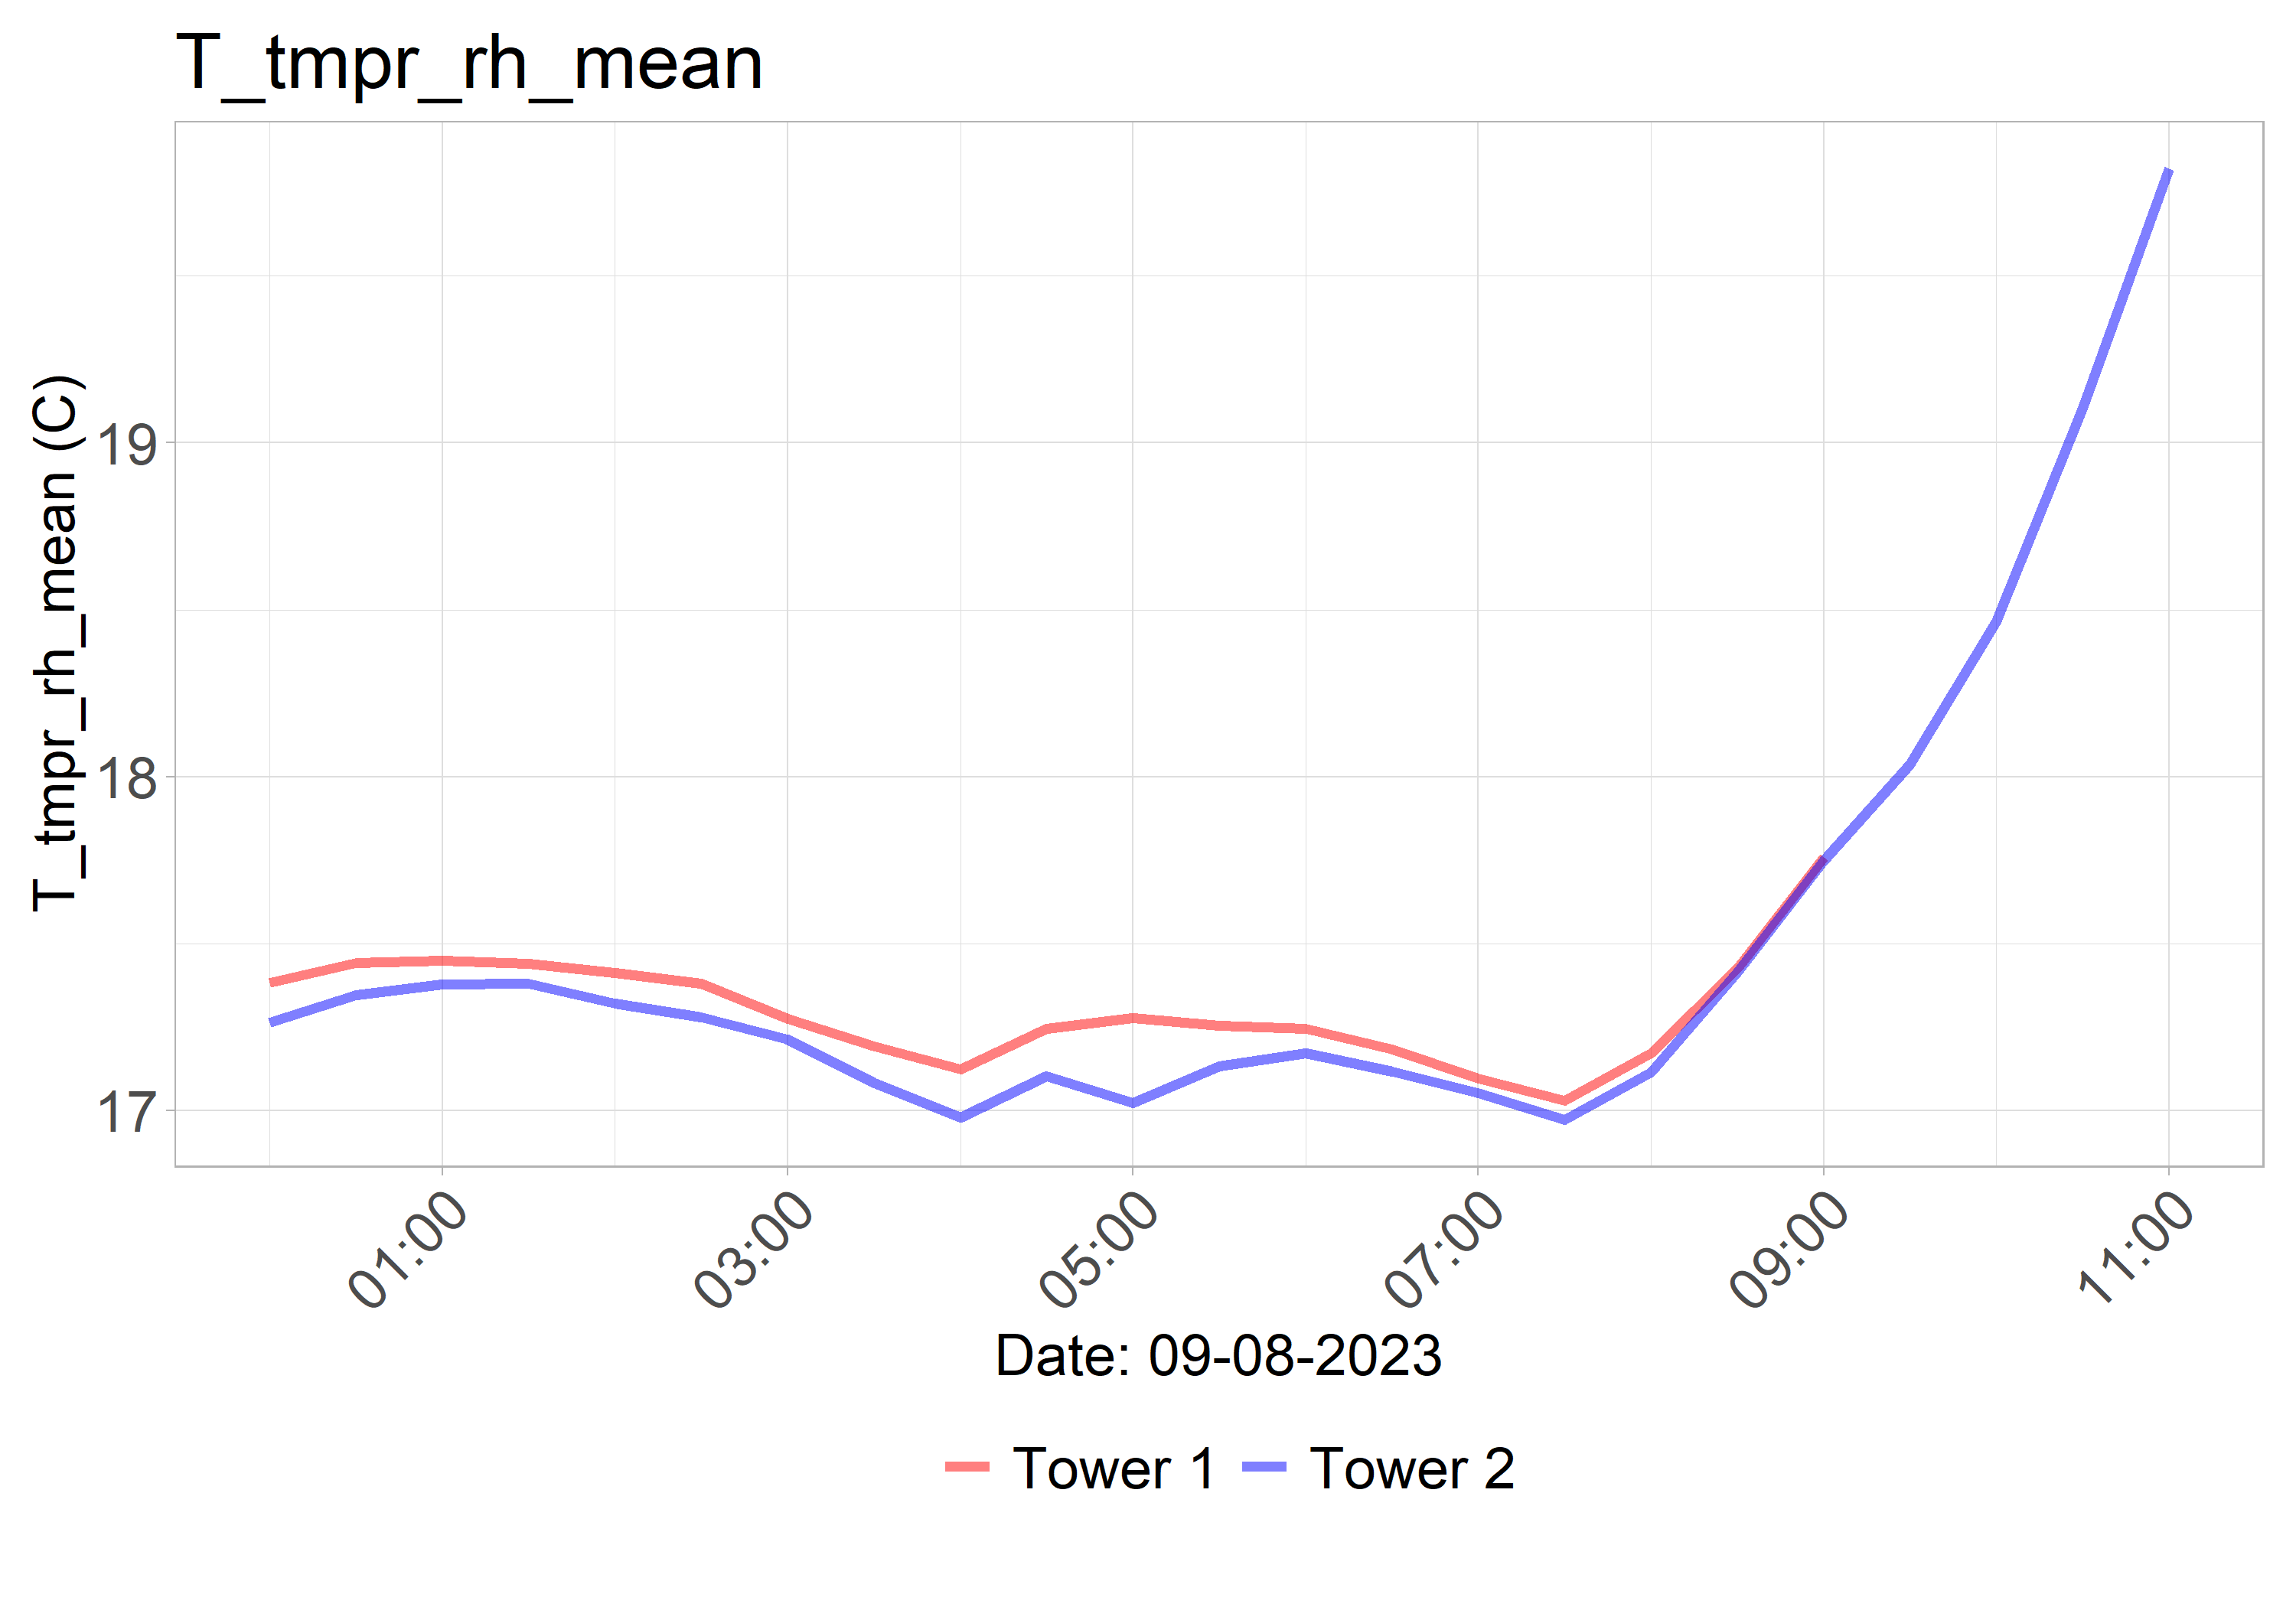 T_tmpr_rh_mean
T_tmpr_rh_mean (C)
19
18
17
01:00
03:00
05:00
07:00
09:00
11:00
Date: 09-08-2023
Tower 1
Tower 2